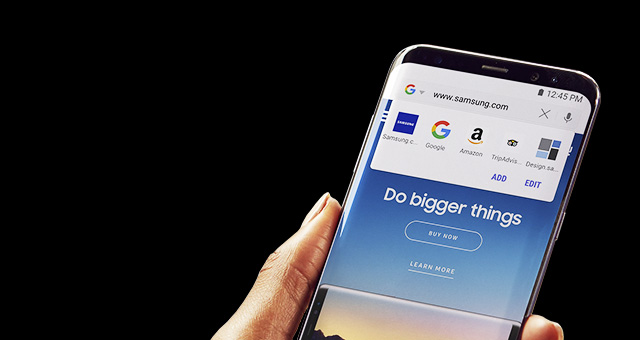 12:45 PM
www.samsung.com
SAMSUNG
Samsung.c...
Google
Amazon
TripAdvis...
Design.sa...
ADD
EDIT
Do bigger things
BUY NOW
LEARN MORE